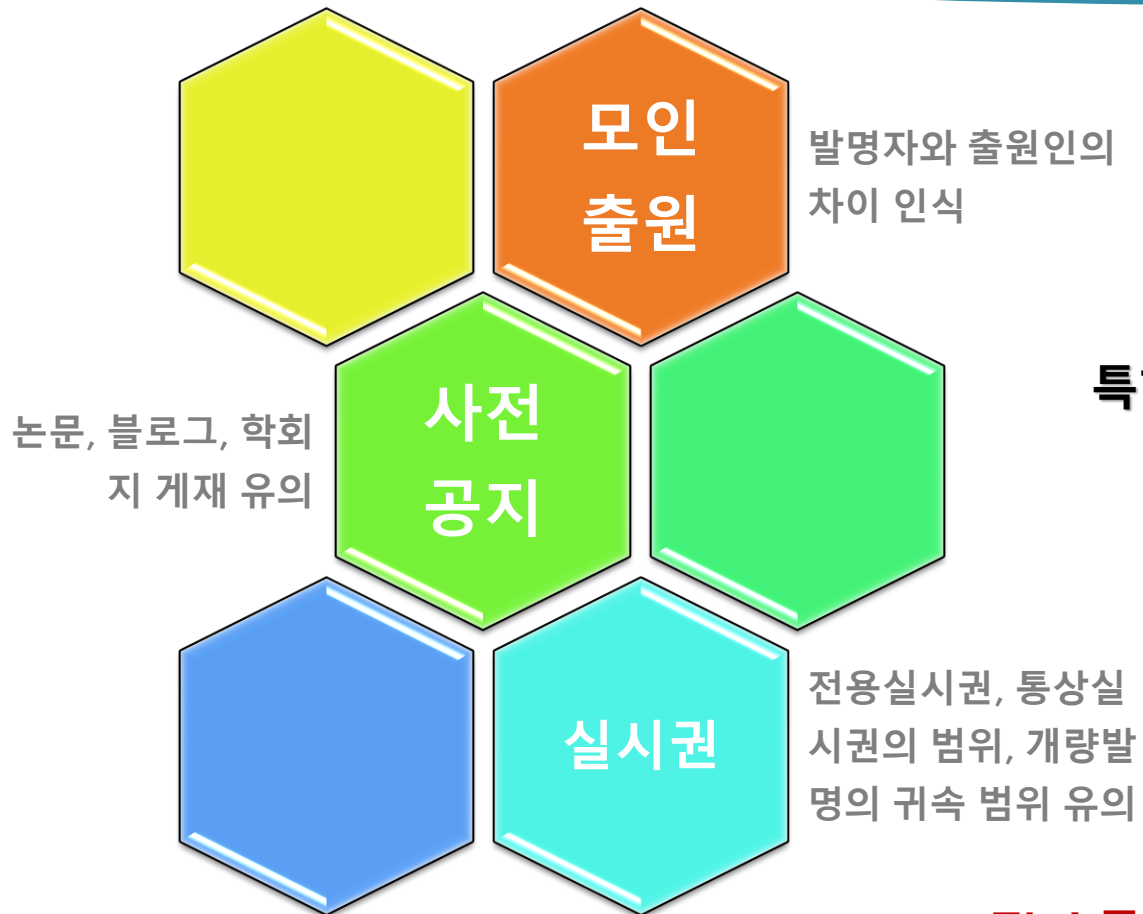 모인
출원
발명자와 출원인의
차이 인식
사전
공지
논문, 블로그, 학회
지 게재 유의
실시권
전용실시권, 통상실
시권의 범위, 개량발
명의 귀속 범위 유의